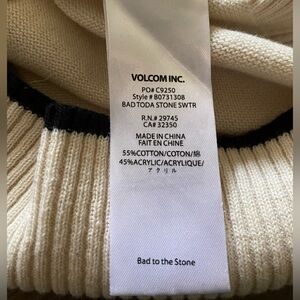 VOLCOM INC.
PO# C9250
Style # B0731308
BAD TODA STONE SWTR
R.N.# 29745
CA# 32350
MADE IN CHINA
FAIT EN CHINE
55%COTTON/COTON/綿
45%ACRYLIC/ACRYLIQUE/
アクリル
Bad to the Stone